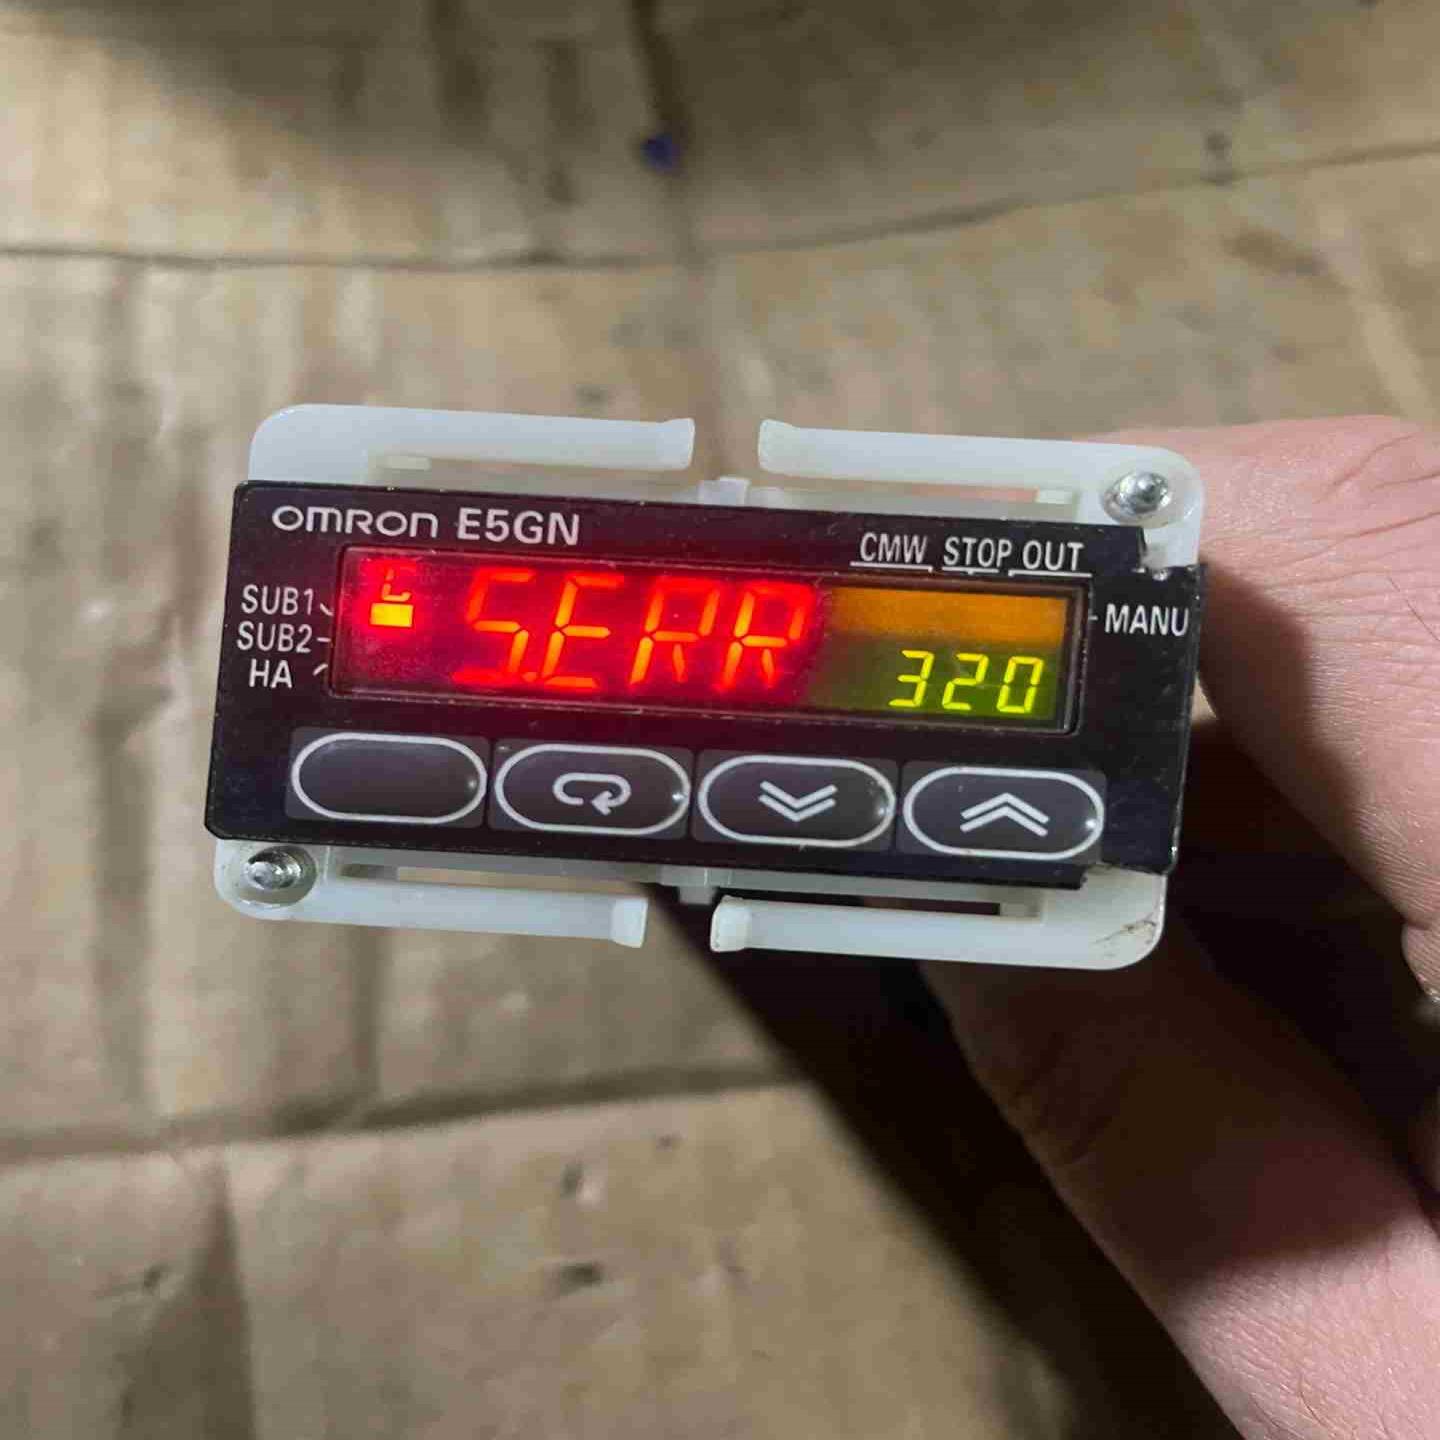 OMRON E5GN
CMW STOP OUT
SUB1
SUB2
HA
C
S.ERR
320
MANU